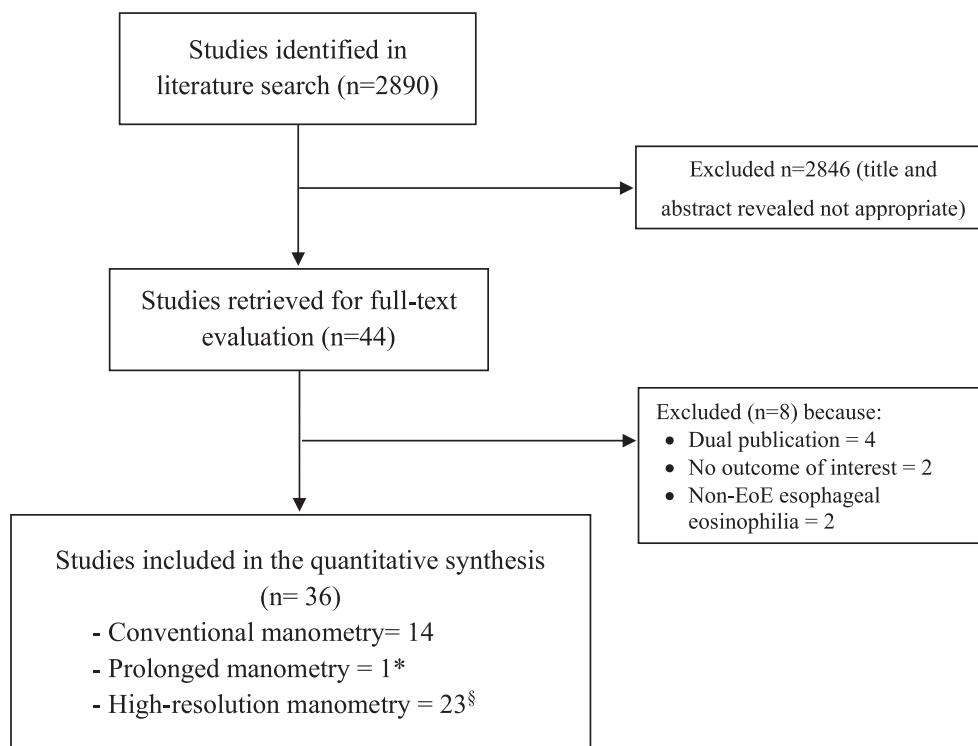 Studies identified in
literature search (n=2890)
Excluded n=2846 (title and
abstract revealed not appropriate)
Studies retrieved for full-text
evaluation (n=44)
Excluded (n=8) because:
• Dual publication = 4
• No outcome of interest = 2
• Non-EoE esophageal
eosinophilia = 2
Studies included in the quantitative synthesis
(n= 36)
- Conventional manometry= 14
- Prolonged manometry = 1*
- High-resolution manometry = 23§